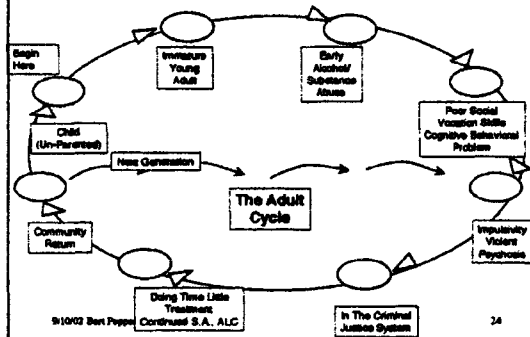 Begin
Here
Immature
Young
Adult
Early
Alcohol/
Substance
Abuse
Poor Social
Vocation Skills
Cognitive Behavioral
Problem
Child
(Un-Parented)
New Generation
The Adult
Cycle
Impulsivity
Violent
Psychosis
Community
Return
Doing Time Little
Treatment
Continued S.A., ALC
In The Criminal
Justice System
9/10/02 Bert Pepper
24